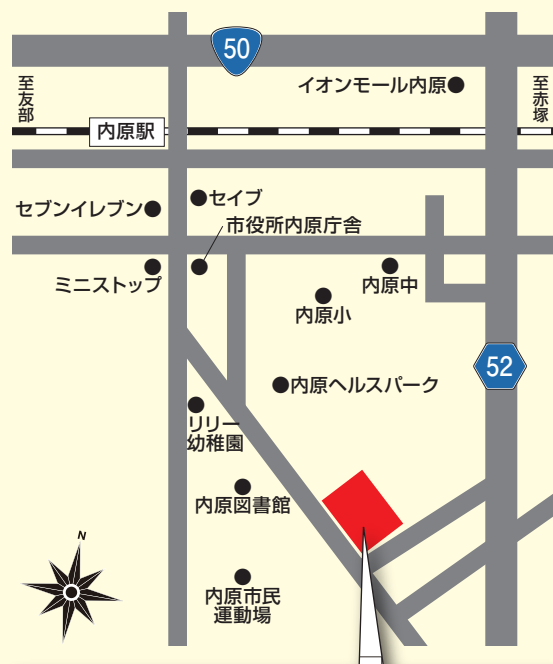 50
イオンモール内原
至友部
至赤塚
内原駅
セイブ
セブンイレブン
市役所内原庁舎
ミニストップ
内原中
内原小
52
内原ヘルスパーク
リリー
幼稚園
内原図書館
N
内原市民
運動場